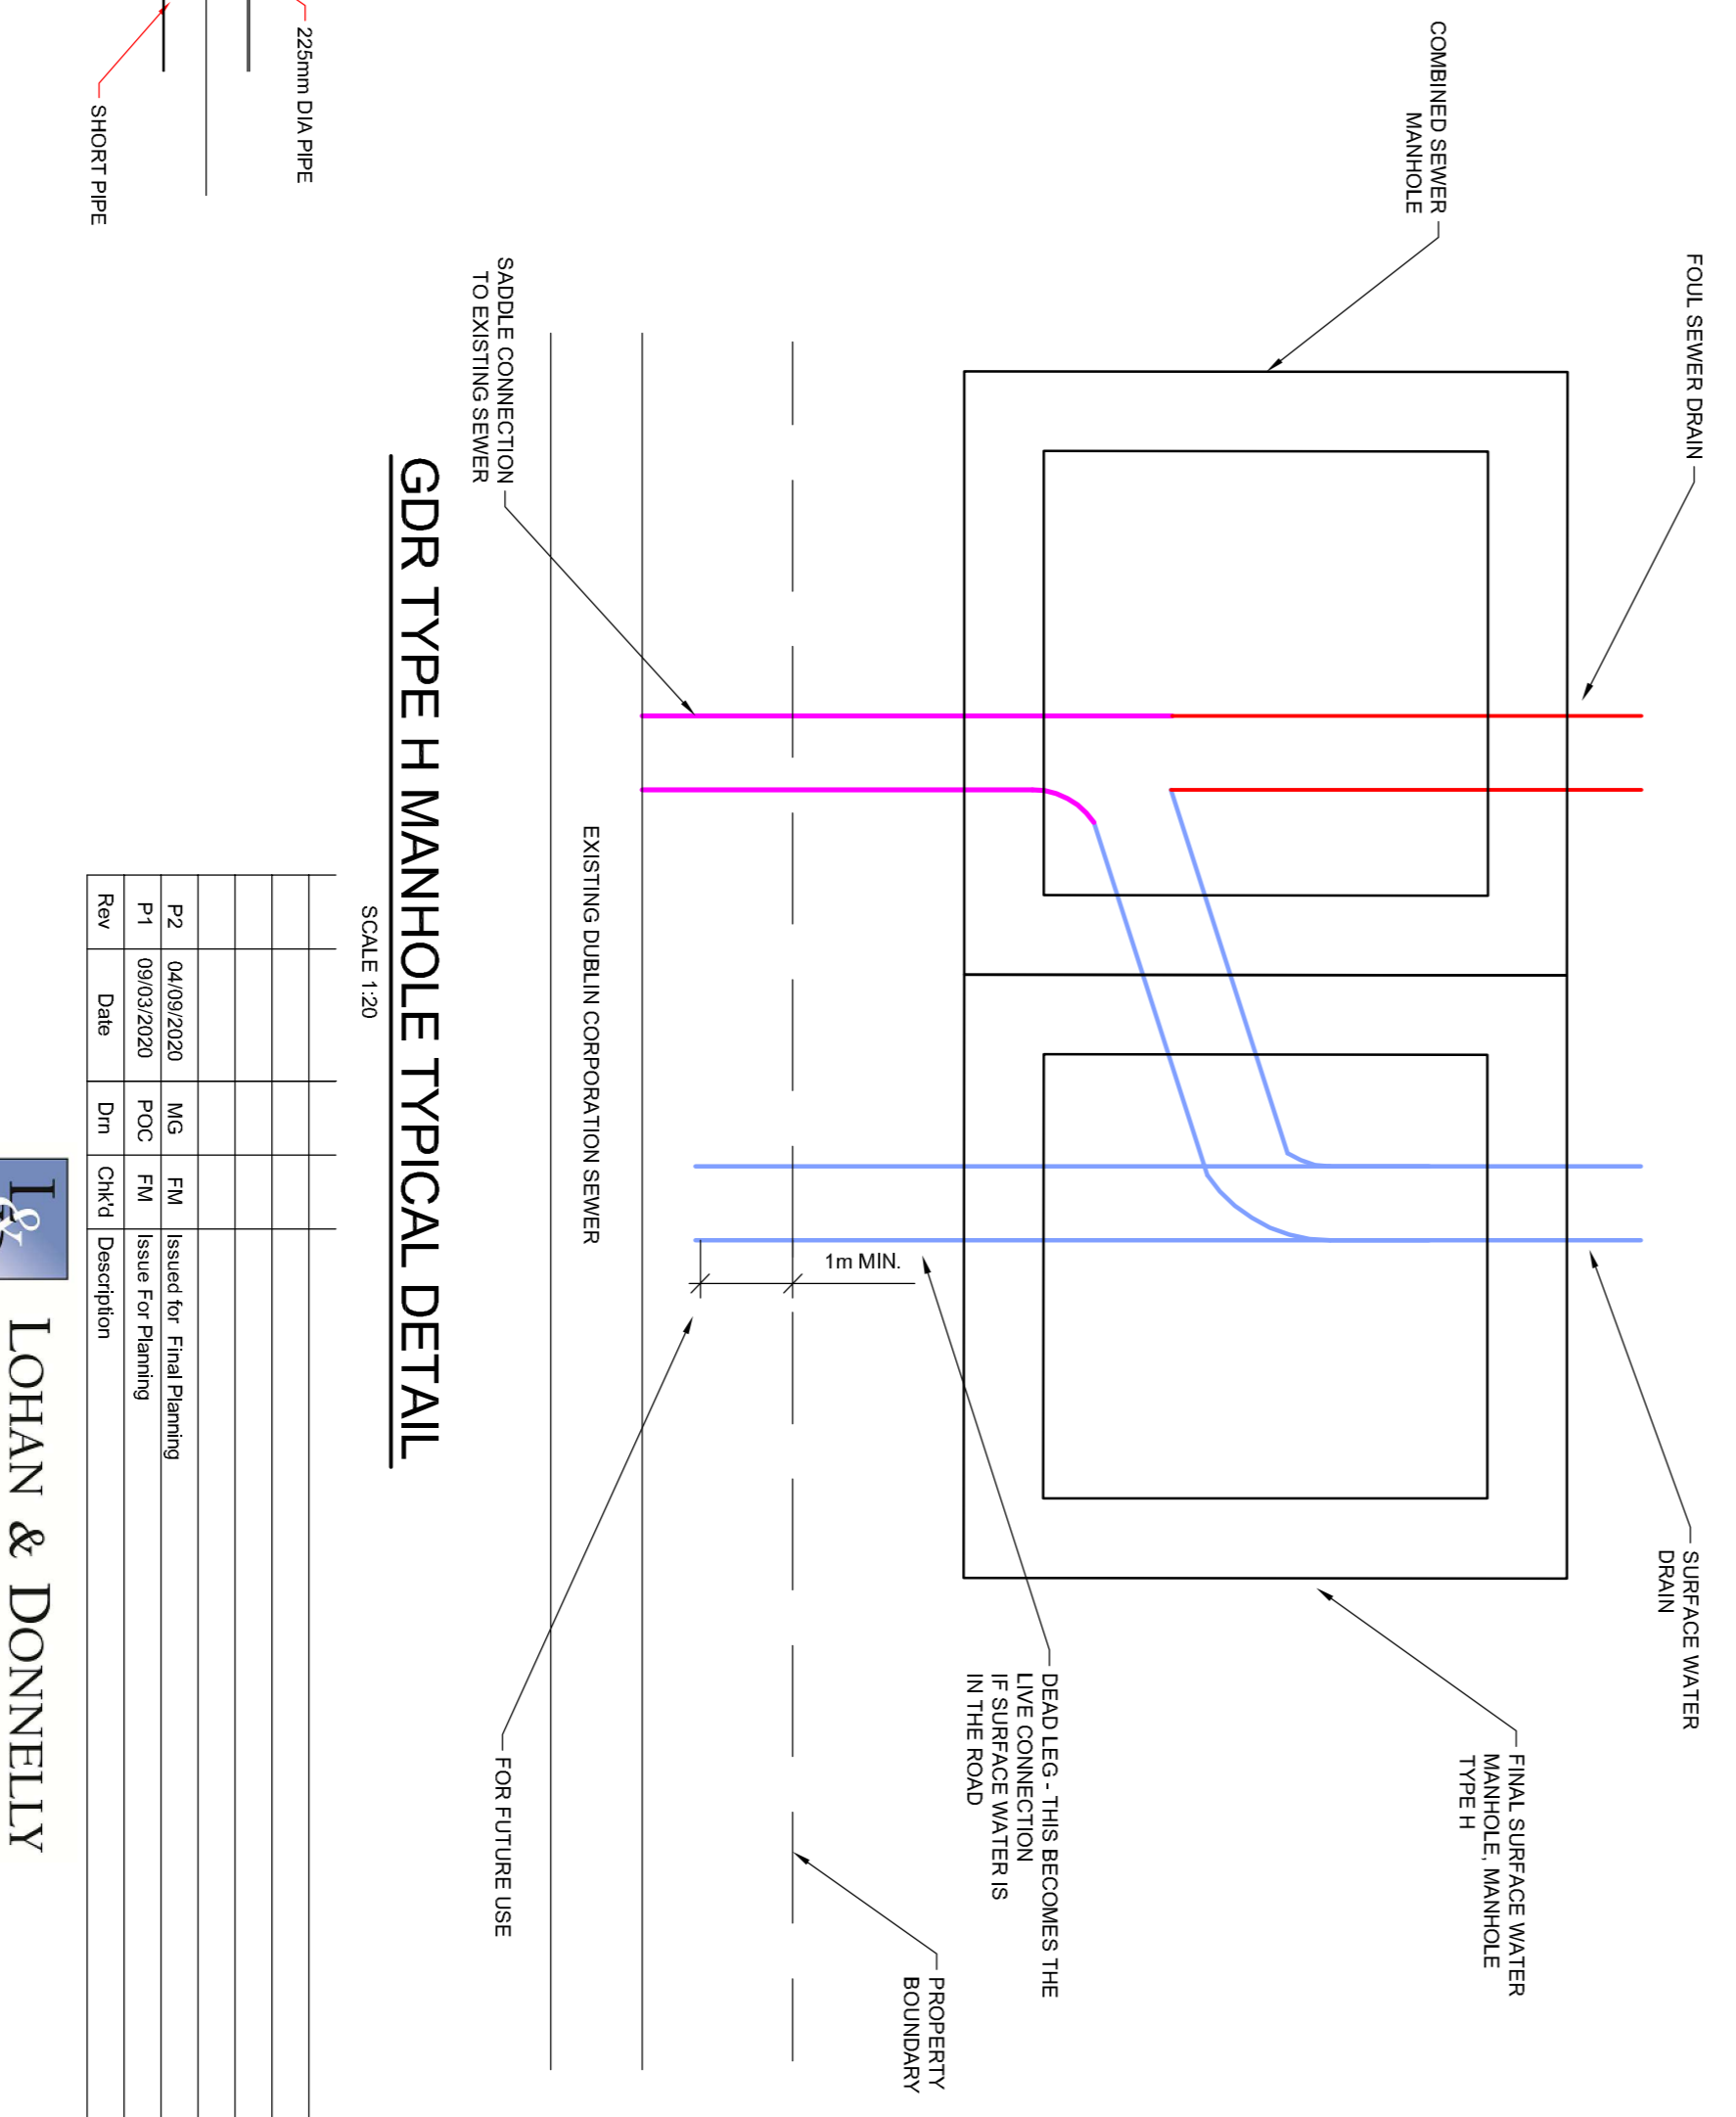 FOUL SEWER DRAIN
SURFACE WATER
DRAIN
COMBINED SEWER
MANHOLE
FINAL SURFACE WATER
MANHOLE, MANHOLE
TYPE H
DEAD LEG - THIS BECOMES THE
LIVE CONNECTION
IF SURFACE WATER IS
IN THE ROAD
PROPERTY
BOUNDARY
1m MIN.
EXISTING DUBLIN CORPORATION SEWER
SADDLE CONNECTION
TO EXISTING SEWER
FOR FUTURE USE
GDR TYPE H MANHOLE TYPICAL DETAIL
SCALE 1:20
225mm DIA PIPE
SHORT PIPE
P2 04/09/2020 MG FM Issued for Final Planning
P1 09/03/2020 POC FM Issue For Planning
Rev Date Drn Chk'd Description
L&
LOHAN & DONNELLY